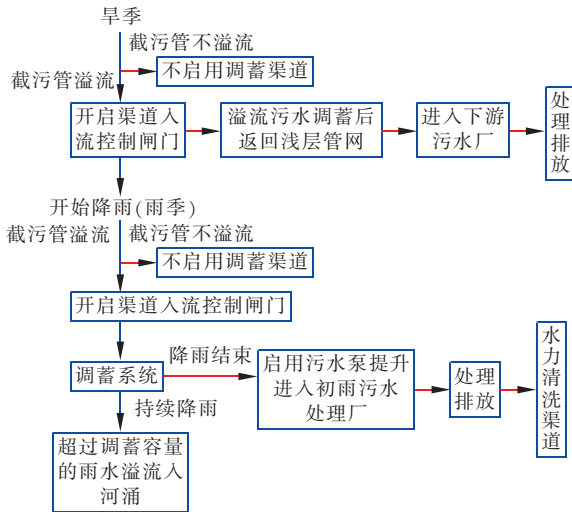 旱季
截污管不溢流
不启用调蓄渠道
截污管溢流
开启渠道入
流控制闸门
溢流污水调蓄后
返回浅层管网
进入下游
污水厂
处理排放
开始降雨(雨季)
截污管溢流
截污管不溢流
不启用调蓄渠道
开启渠道入流控制闸门
调蓄系统
降雨结束
启用污水泵提升
进入初雨污水
处理厂
处理
排放
水力清洗渠道
持续降雨
超过调蓄容量
的雨水溢流入
河涌